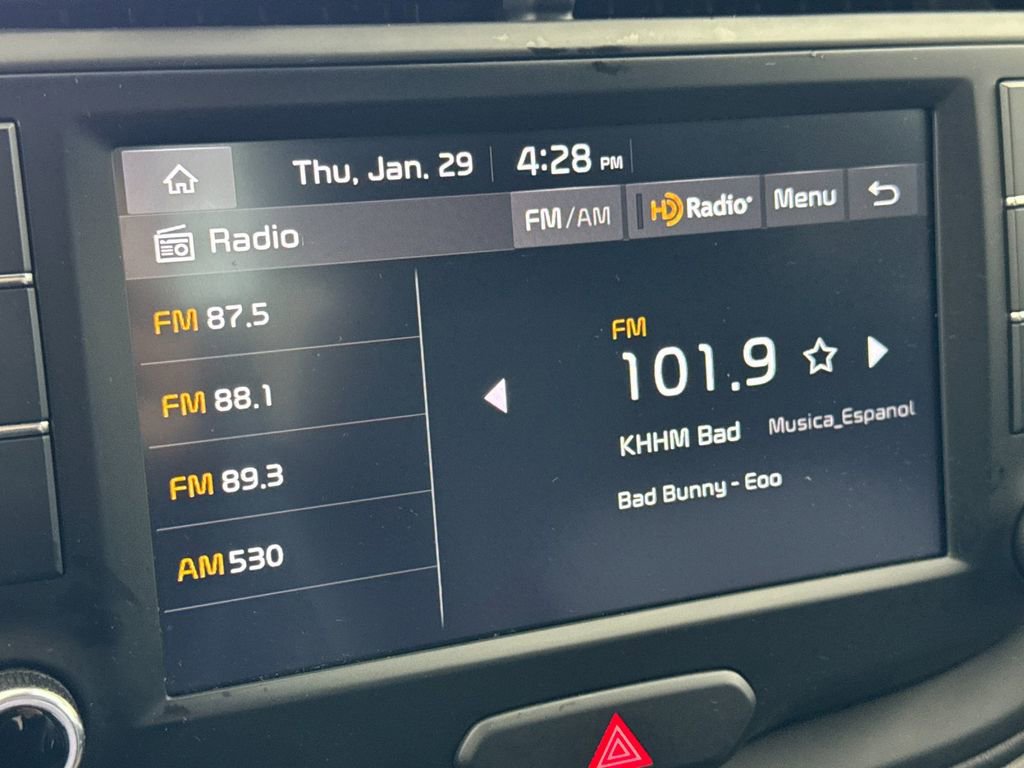 Thu, Jan. 29 4:28 PM
Radio FM/AM HD Radio® Menu
FM 87.5
FM 88.1
FM 89.3
AM 530
FM
101.9
KHHM Bad Musica_Espanol
Bad Bunny - Eoo